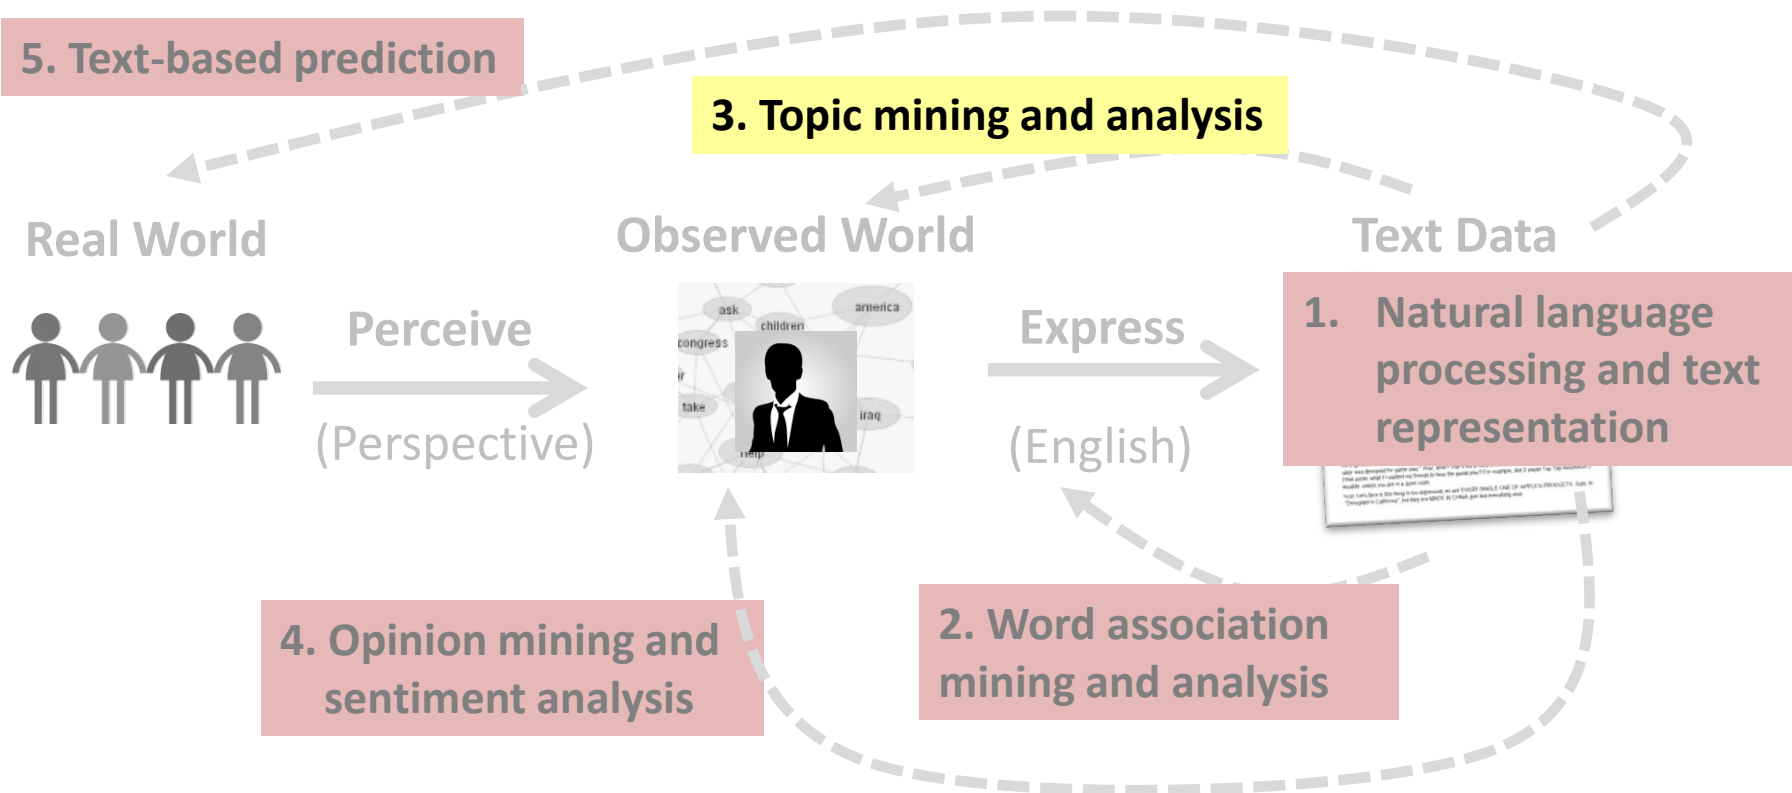 5. Text-based prediction
3. Topic mining and analysis
Real World
Observed World
Text Data
Perceive
(Perspective)
ask
america
children
congress
take
iraq
help
Express
(English)
1. Natural language
processing and text
representation
4. Opinion mining and
sentiment analysis
2. Word association
mining and analysis